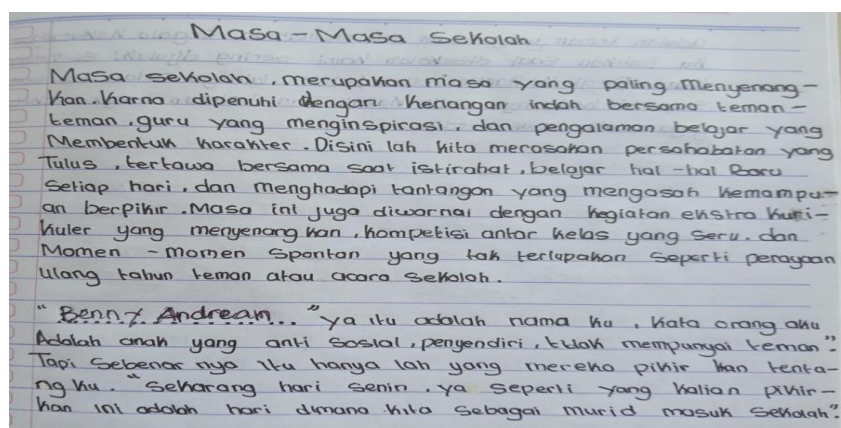 Masa - Masa Sekolah
Masa sekolah, merupakan masa yang paling menyenang-
kan. Karna dipenuhi dengan kenangan indah bersama teman -
teman, guru yang menginspirasi, dan pengalaman belajar yang
Membentuk karakter. Disini lah kita merasakan persahabatan yang
Tulus, tertawa bersama saat istirahat, belajar hal - hal Baru
setiap hari, dan menghadapi tantangan yang mengasah kemampu-
an berpikir. Masa ini juga diwarnai dengan kegiatan ekstra kuri-
kuler yang menyenang kan, kompetisi antar kelas yang seru. dan
Momen - momen spontan yang tak terlupakan seperti perayaan
ulang tahun teman atau acara sekolah.
"Benny Andrean..." ya itu adalah nama ku, kata orang aku
Adalah anak yang anti sosial, penyendiri, tidak mempunyai teman".
Tapi sebenar nya itu hanya lah yang mereka pikir kan tenta-
ng ku. "Sekarang hari senin, ya seperti yang kalian pikir-
kan ini adalah hari dimana kita sebagai murid masuk sekolah".